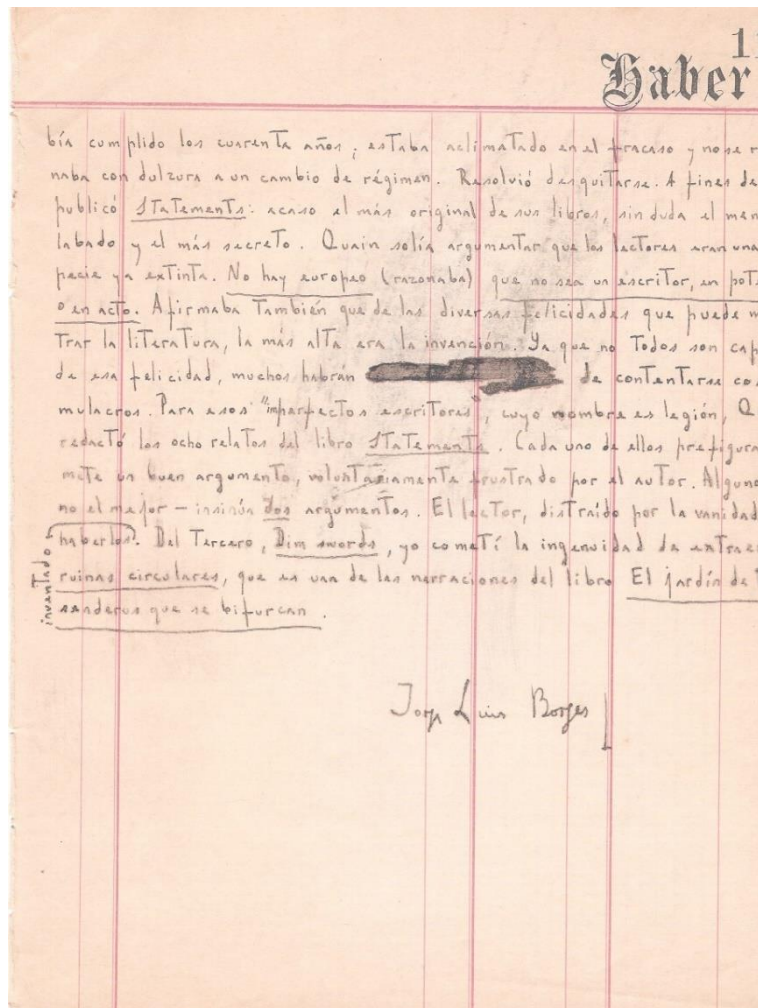 11
Haber
bía cumplido los cuarenta años; estaba aclimatado en el fracaso y no se r
naba con dulzura a un cambio de régimen. Resolvió desquitarse. A fines de
publicó Statements: acaso el más original de sus libros, sin duda el men
labado y el más secreto. Quain solía argumentar que los lectores eran una
pecie ya extinta. No hay europeo (razonaba) que no sea un escritor, en pot
o en acto. Afirmaba también que de las diversas felicidades que puede m
trar la literatura, la más alta era la invención. Ya que no todos son cap
de esa felicidad, muchos habrán de contentarse con
mulacros. Para esos "imperfectos escritores", cuyo nombre es legión, Q
redactó los ocho relatos del libro Statements. Cada uno de ellos prefigura
mete un buen argumento, voluntariamente frustrado por el autor. Alguno
no el mejor — insinúa dos argumentos. El lector, distraído por la vanidad
haberlos. Del tercero, Dim swords, yo cometí la ingenuidad de extrae
ruinas circulares, que es una de las narraciones del libro El jardín de
senderos que se bifurcan.
inventado
Jorge Luis Borges